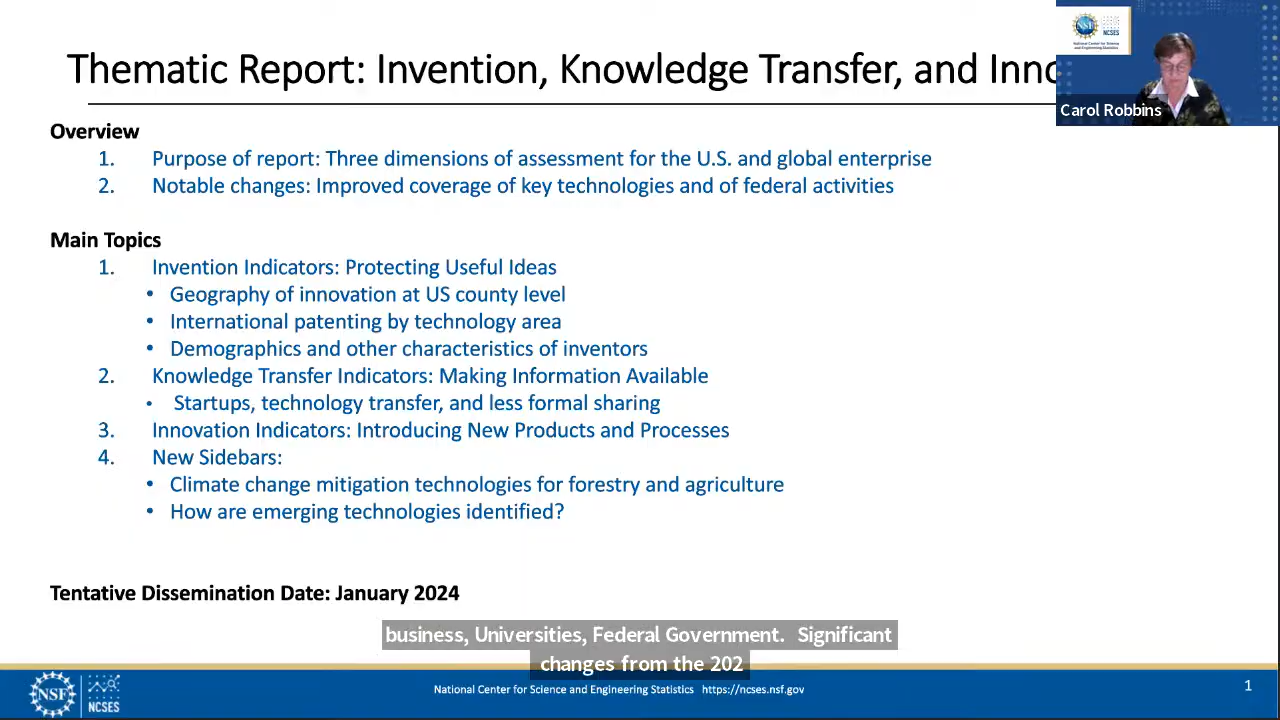 Thematic Report: Invention, Knowledge Transfer, and Inno
NSF
NCSES
National Center for Science
and Engineering Statistics
Carol Robbins
Overview
1. Purpose of report: Three dimensions of assessment for the U.S. and global enterprise
2. Notable changes: Improved coverage of key technologies and of federal activities
Main Topics
1. Invention Indicators: Protecting Useful Ideas
• Geography of innovation at US county level
• International patenting by technology area
• Demographics and other characteristics of inventors
2. Knowledge Transfer Indicators: Making Information Available
• Startups, technology transfer, and less formal sharing
3. Innovation Indicators: Introducing New Products and Processes
4. New Sidebars:
• Climate change mitigation technologies for forestry and agriculture
• How are emerging technologies identified?
Tentative Dissemination Date: January 2024
business, Universities, Federal Government. Significant
changes from the 202
NSF
NCSES
National Center for Science and Engineering Statistics https://ncses.nsf.gov
1